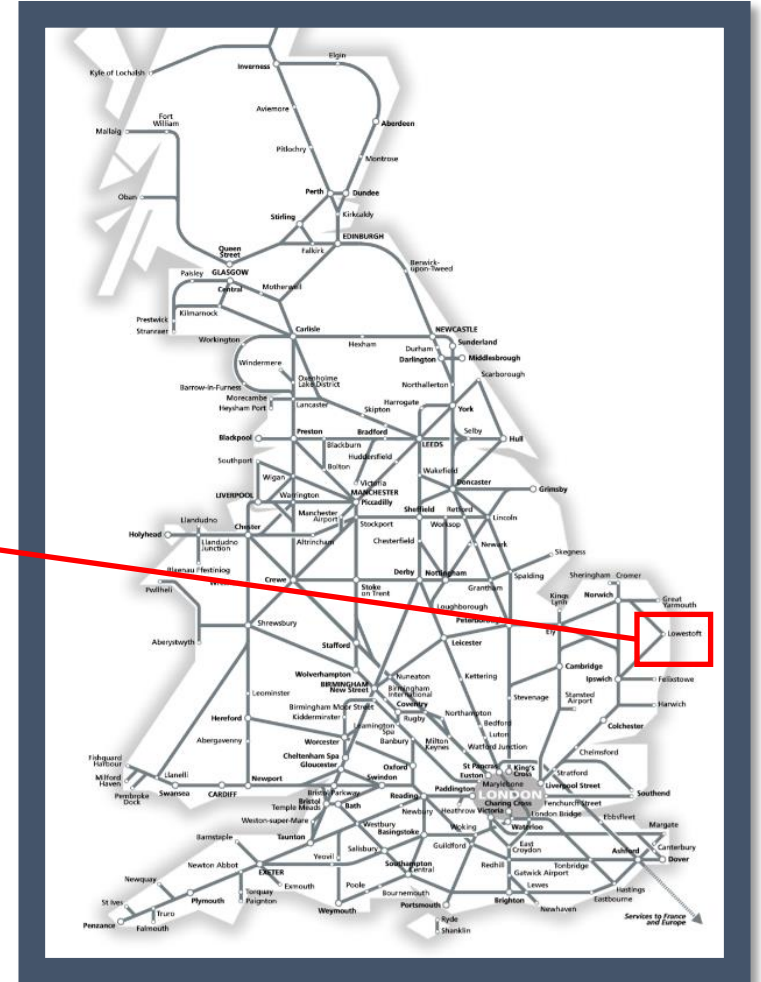 Elgin
Inverness
Kyle of Lochalsh
Aviemore
Fort
William
Aberdeen
Mallaig
Pitlochry
Montrose
Perth
Dundee
Oban
Stirling
Kirkcaldy
EDINBURGH
Queen
Street
Falkirk
Berwick-
upon-Tweed
Paisley
GLASGOW
Central
Motherwell
Prestwick
Kilmarnock
Stranraer
Carlisle
NEWCASTLE
Workington
Hexham
Sunderland
Durham
Windermere
Darlington
Middlesbrough
Oxenholme
Lake District
Scarborough
Barrow-in-Furness
Northallerton
Morecambe
Heysham Port
Lancaster
Harrogate
Skipton
York
Blackpool
Preston
Bradford
Selby
Blackburn
LEEDS
Hull
Huddersfield
Southport
Bolton
Wakefield
Wigan
Victoria
Doncaster
MANCHESTER
Grimsby
LIVERPOOL
Warrington
Piccadilly
Manchester
Airport
Sheffield
Retford
Lincoln
Llandudno
Stockport
Worksop
Holyhead
Chester
Llandudno
Junction
Altrincham
Chesterfield
Newark
Skegness
Blaenau Ffestiniog
Crewe
Derby
Nottingham
Pwllheli
Stoke
on Trent
Grantham
Spalding
Sheringham
Cromer
Kings
Lynn
Norwich
Great
Yarmouth
Loughborough
Shrewsbury
Peterborough
Ely
Lowestoft
Aberystwyth
Stafford
Leicester
Wolverhampton
Cambridge
BIRMINGHAM
New Street
Nuneaton
Kettering
Ipswich
Felixstowe
Leominster
Birmingham
International
Stansted
Airport
Stevenage
Birmingham Moor Street
Coventry
Harwich
Hereford
Kidderminster
Rugby
Northampton
Leamington
Spa
Bedford
Colchester
Abergavenny
Worcester
Banbury
Milton
Keynes
Luton
Watford Junction
Chelmsford
Cheltenham Spa
Fishguard
Harbour
Gloucester
Oxford
St Pancras
King's
Cross
Stratford
Milford
Haven
Llanelli
Newport
Swindon
Euston
Marylebone
Liverpool Street
Pembroke
Dock
Swansea
CARDIFF
Bristol Parkway
Reading
Paddington
LONDON
Southend
Bristol
Temple Meads
Bath
Charing Cross
Fenchurch Street
Newbury
Heathrow
Victoria
London Bridge
Ebbsfleet
Weston-super-Mare
Westbury
Basingstoke
Woking
Waterloo
Margate
Barnstaple
Taunton
Salisbury
Guildford
East
Croydon
Canterbury
Newton Abbot
Yeovil
Southampton
Central
Redhill
Tonbridge
Ashford
Dover
EXETER
Gatwick Airport
Newquay
Exmouth
Poole
Lewes
Hastings
Torquay
Paignton
Bournemouth
Eastbourne
St Ives
Plymouth
Weymouth
Portsmouth
Brighton
Newhaven
Truro
Penzance
Falmouth
Ryde
Shanklin
Services to France
and Europe